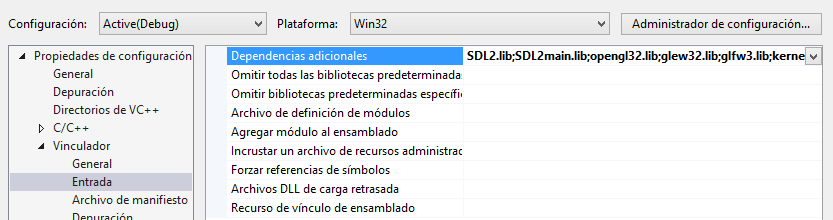 Configuración: Active(Debug) Plataforma: Win32 Administrador de configuración...
Propiedades de configuración
General
Depuración
Directorios de VC++
C/C++
Vinculador
General
Entrada
Archivo de manifiesto
Depuración
Dependencias adicionales SDL2.lib;SDL2main.lib;opengl32.lib;glew32.lib;glfw3.lib;kerne
Omitir todas las bibliotecas predeterminadas
Omitir bibliotecas predeterminadas específic
Archivo de definición de módulos
Agregar módulo al ensamblado
Incrustar un archivo de recursos administrac
Forzar referencias de símbolos
Archivos DLL de carga retrasada
Recurso de vínculo de ensamblado